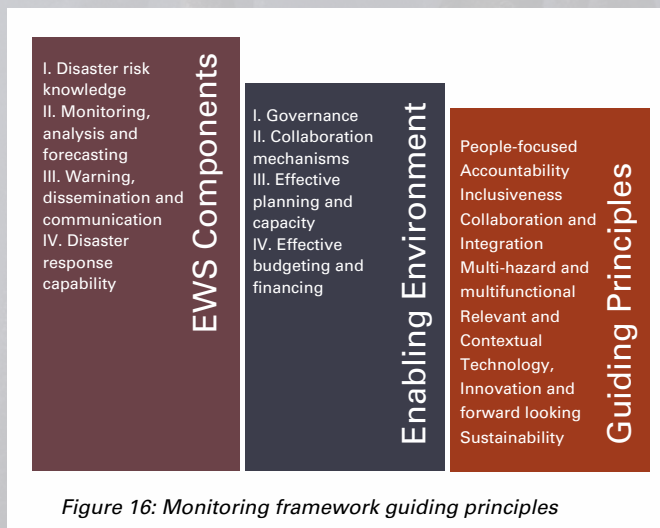 I. Disaster risk
knowledge
II. Monitoring,
analysis and
forecasting
III. Warning,
dissemination and
communication
IV. Disaster
response
capability
EWS Components
I. Governance
II. Collaboration
mechanisms
III. Effective
planning and
capacity
IV. Effective
budgeting and
financing
Enabling Environment
People-focused
Accountability
Inclusiveness
Collaboration and
Integration
Multi-hazard and
multifunctional
Relevant and
Contextual
Technology,
Innovation and
forward looking
Sustainability
Guiding Principles
Figure 16: Monitoring framework guiding principles